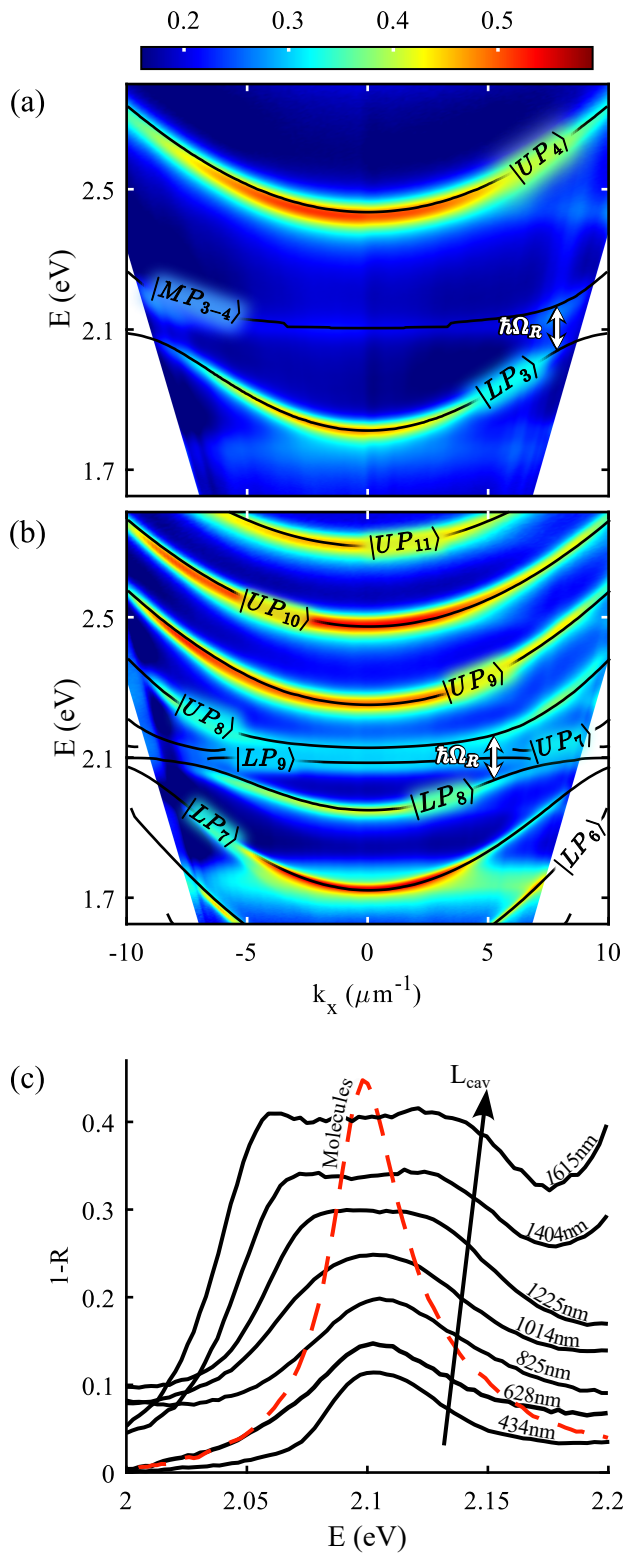 0.2 0.3 0.4 0.5
(a)
|UP₄⟩
2.5
|MP₃₋₄⟩
E (eV)
2.1
ħΩ_R
|LP₃⟩
1.7
(b)
|UP₁₁⟩
|UP₁₀⟩
2.5
|UP₉⟩
|UP₈⟩
E (eV)
|UP₇⟩
|LP₉⟩
ħΩ_R
2.1
|LP₈⟩
|LP₇⟩
|LP₆⟩
1.7
-10 -5 0 5 10
kₓ (μm⁻¹)
(c)
L_cav
Molecules
0.4
1615nm
1404nm
0.3
1-R
1225nm
0.2
1014nm
825nm
0.1
628nm
434nm
0
2 2.05 2.1 2.15 2.2
E (eV)